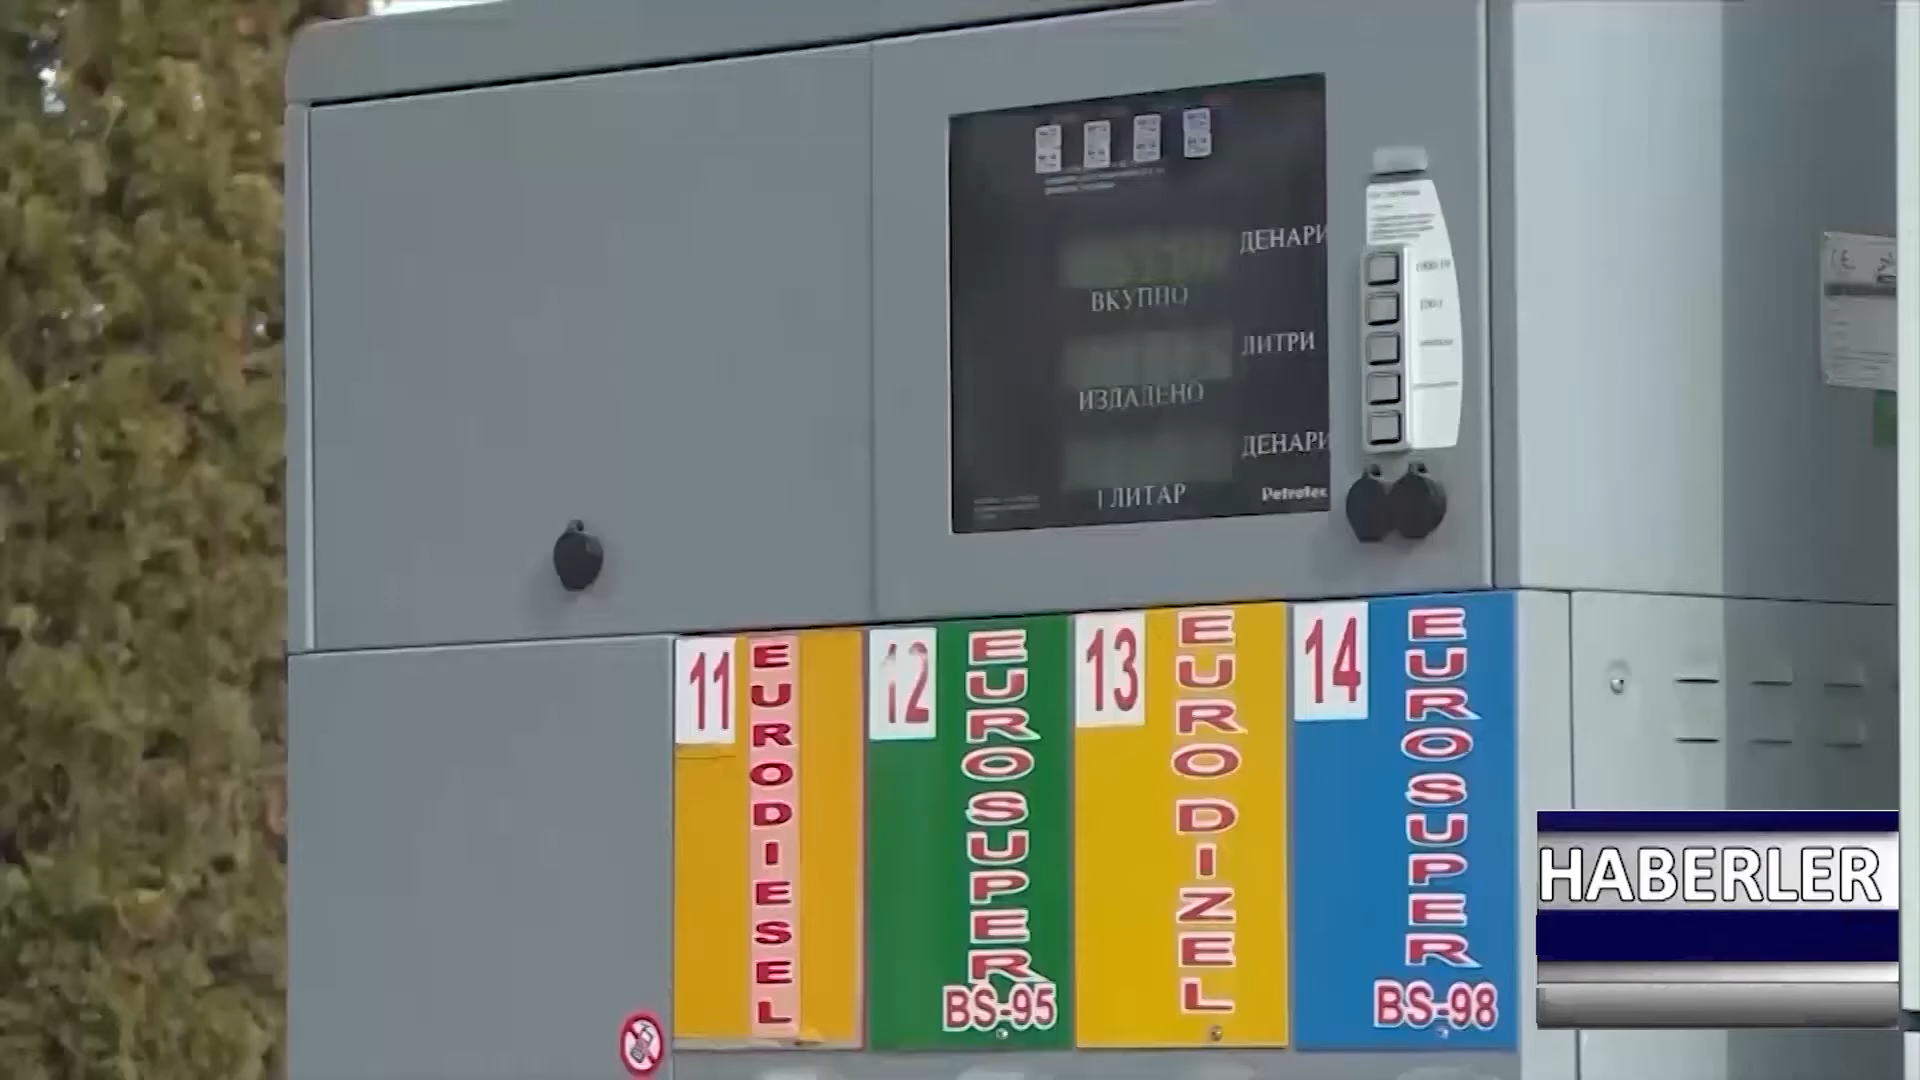 ДЕНАРИ
ВКУПНО
ЛИТРИ
ИЗДАДЕНО
ДЕНАРИ
1 ЛИТАР
Petrotec
CE
11
EURODIESEL
12
EUROSUPER
BS-95
13
EURO DIZEL
14
EUROSUPER
BS-98
HABERLER